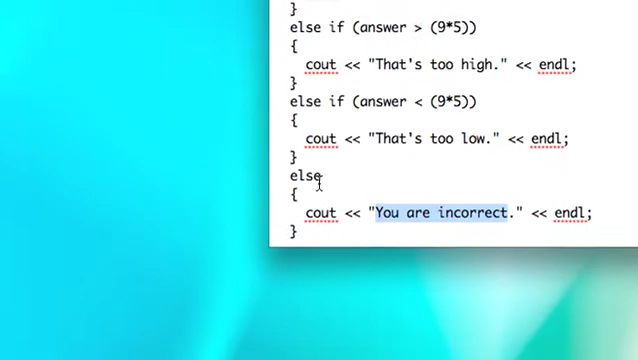 }
else if (answer > (9*5))
{
cout << "That's too high." << endl;
}
else if (answer < (9*5))
{
cout << "That's too low." << endl;
}
else
{
cout << "You are incorrect." << endl;
}